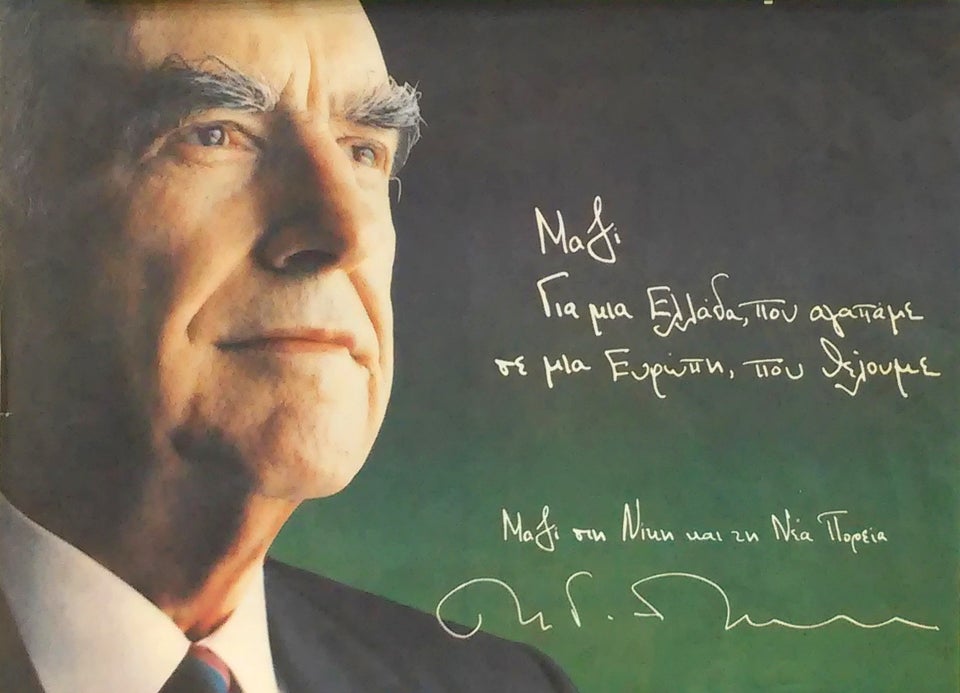 Μαζί
Για μια Ελλάδα, που αγαπάμε
σε μια Ευρώπη, που θέλουμε
Μαζί στη Νίκη και τη Νέα Πορεία